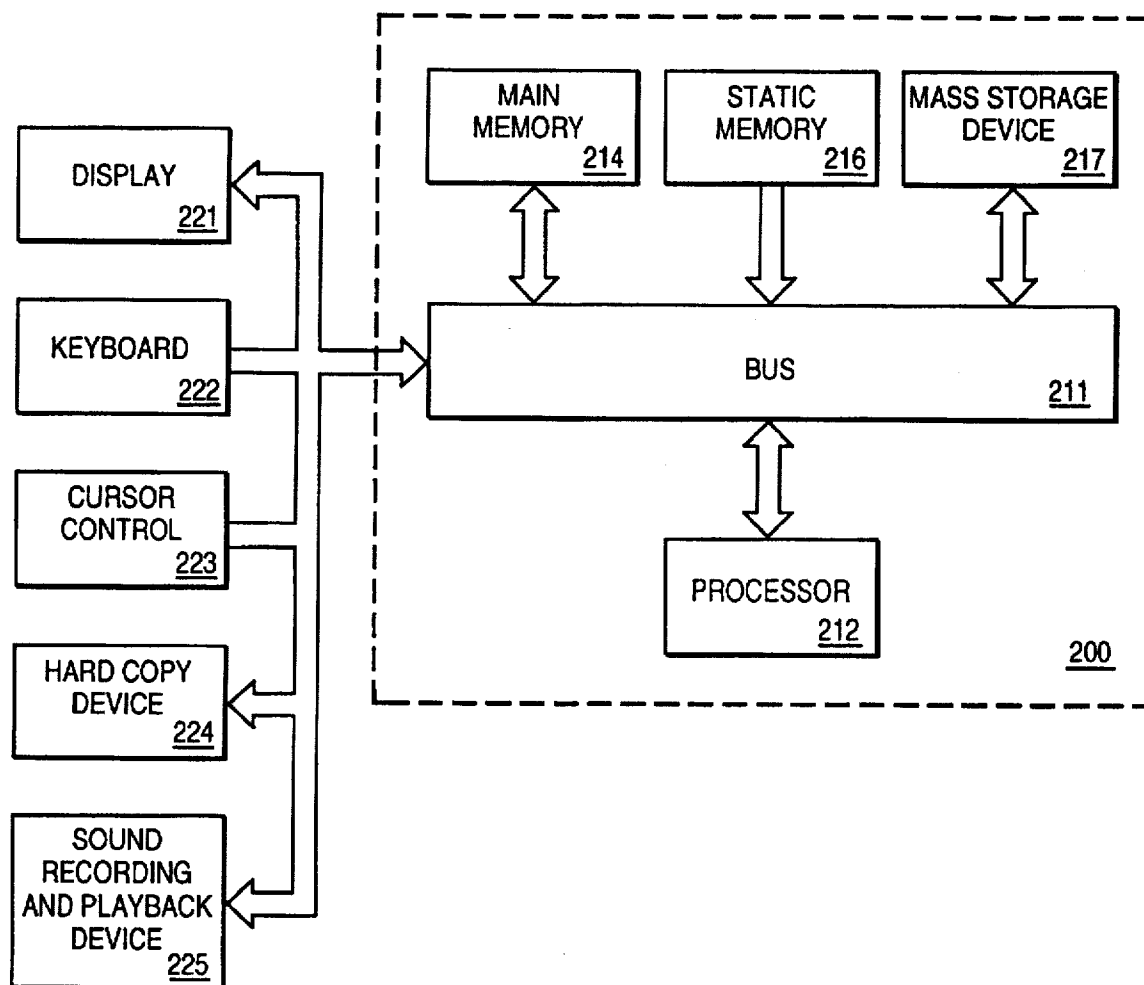 MAIN
MEMORY
214
STATIC
MEMORY
216
MASS STORAGE
DEVICE
217
DISPLAY
221
KEYBOARD
222
BUS
211
CURSOR
CONTROL
223
PROCESSOR
212
200
HARD COPY
DEVICE
224
SOUND
RECORDING
AND PLAYBACK
DEVICE
225